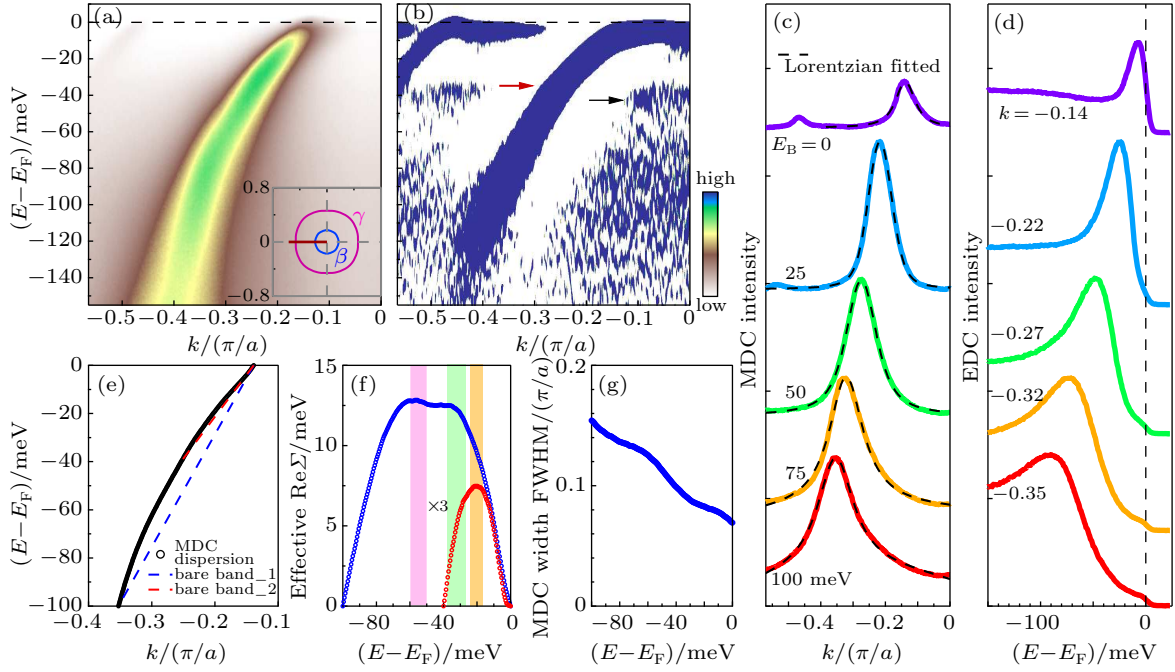 (a)
0
−20
−40
−60
−80
−100
−120
−140
(E−E_F)/meV
−0.5 −0.4 −0.3 −0.2 −0.1 0
k/(π/a)
0.8
0
−0.8
γ
β
(b)
−0.5 −0.4 −0.3 −0.2 −0.1 0
k/(π/a)
high
low
(c)
Lorentzian fitted
E_B=0
25
50
75
100 meV
MDC intensity
−0.4 −0.2 0
k/(π/a)
(d)
k=−0.14
−0.22
−0.27
−0.32
−0.35
EDC intensity
−100 0
(E−E_F)/meV
(e)
0
−20
−40
−60
−80
−100
(E−E_F)/meV
MDC
dispersion
bare band_1
bare band_2
−0.4 −0.3 −0.2 −0.1
k/(π/a)
(f)
15
10
5
0
Effective ReΣ/meV
×3
−80 −40 0
(E−E_F)/meV
(g)
0.2
0.1
0
MDC width FWHM/(π/a)
−80 −40 0
(E−E_F)/meV